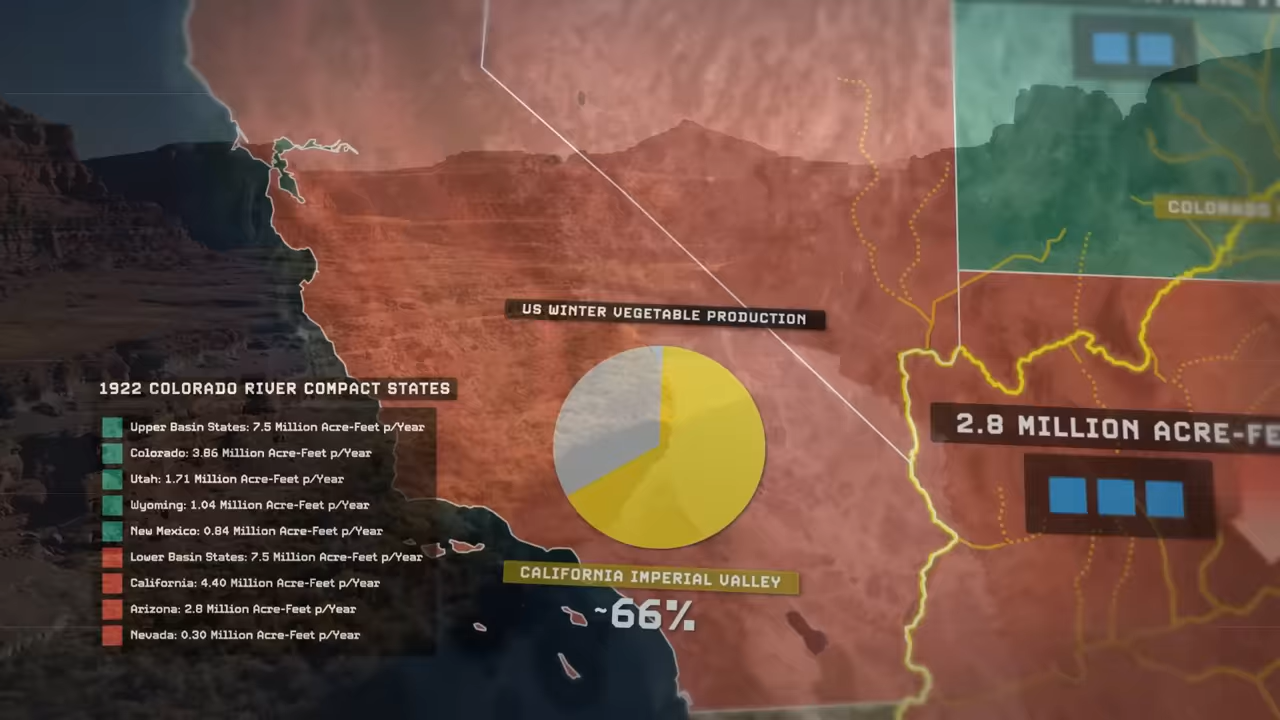 COLORADO
US WINTER VEGETABLE PRODUCTION
1922 COLORADO RIVER COMPACT STATES
Upper Basin States: 7.5 Million Acre-Feet p/Year
Colorado: 3.86 Million Acre-Feet p/Year
Utah: 1.71 Million Acre-Feet p/Year
Wyoming: 1.04 Million Acre-Feet p/Year
New Mexico: 0.84 Million Acre-Feet p/Year
Lower Basin States: 7.5 Million Acre-Feet p/Year
California: 4.40 Million Acre-Feet p/Year
Arizona: 2.8 Million Acre-Feet p/Year
Nevada: 0.30 Million Acre-Feet p/Year
2.8 MILLION ACRE-FE
CALIFORNIA IMPERIAL VALLEY
~66%